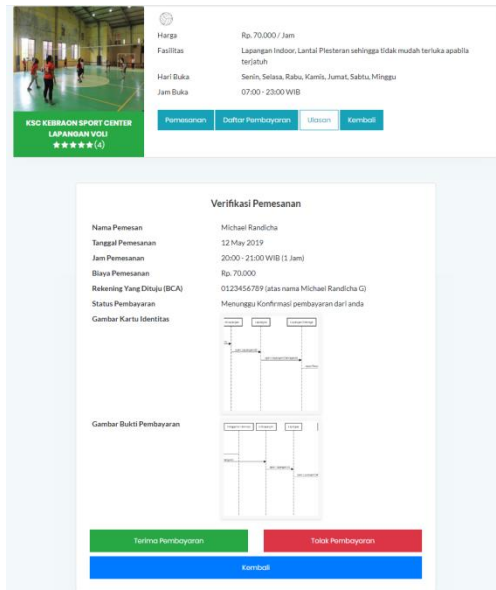 Harga Rp. 70.000 / Jam
Fasilitas Lapangan Indoor, Lantai Plesteran sehingga tidak mudah terluka apabila
terjatuh
Hari Buka Senin, Selasa, Rabu, Kamis, Jumat, Sabtu, Minggu
Jam Buka 07:00 - 23:00 WIB
KSC KEBRAON SPORT CENTER
LAPANGAN VOLI
★★★★★(4)
Pemesanan Daftar Pembayaran Ulasan Kembali
Verifikasi Pemesanan
Nama Pemesan Michael Randicha
Tanggal Pemesanan 12 May 2019
Jam Pemesanan 20:00 - 21:00 WIB (1 Jam)
Biaya Pemesanan Rp. 70.000
Rekening Yang Dituju (BCA) 0123456789 (atas nama Michael Randicha G)
Status Pembayaran Menunggu Konfirmasi pembayaran dari anda
Gambar Kartu Identitas
Gambar Bukti Pembayaran
Terima Pembayaran Tolak Pembayaran
Kembali